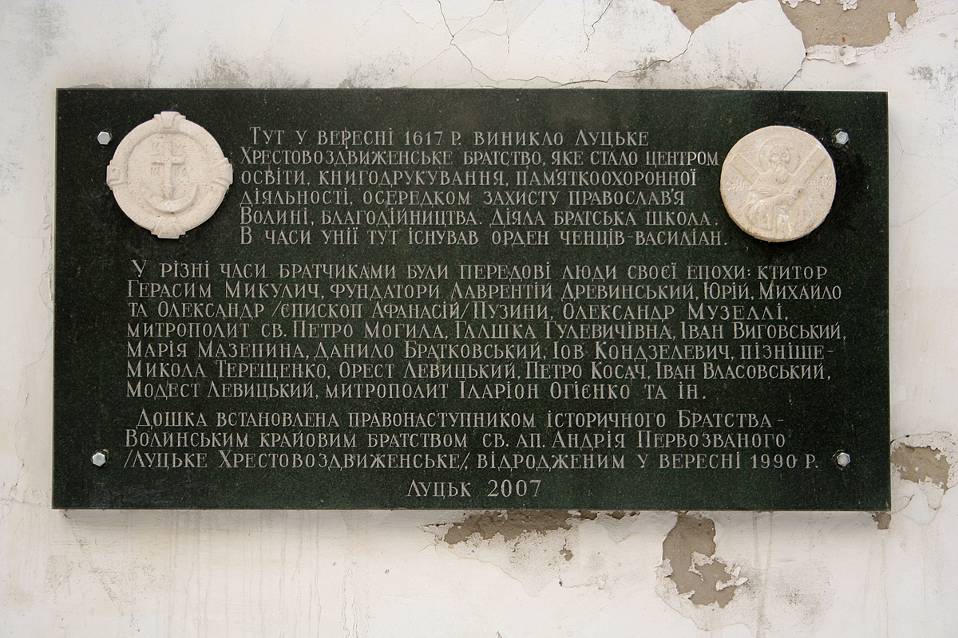 Тут у вересні 1617 р. виникло Луцьке
Хрестовоздвиженське братство, яке стало центром
освіти, книгодрукування, пам'яткоохоронної
діяльності, осередком захисту православ'я
Волині, благодійництва. Діяла братська школа.
В часи унії тут існував орден ченців-василіан.
У різні часи братчиками були передові люди своєї епохи: ктитор
Герасим Микулич, фундатори Лаврентій Древинський, Юрій, Михайло
та Олександр /єпископ Афанасій/ Пузини, Олександр Музеллі,
митрополит св. Петро Могила, Галшка Гулевичівна, Іван Виговський,
Марія Мазепина, Данило Братковський, Іов Кондзелевич, пізніше-
Микола Терещенко, Орест Левицький, Петро Косач, Іван Власовський,
Модест Левицький, митрополит Іларіон Огієнко та ін.
Дошка встановлена правонаступником історичного Братства-
Волинським крайовим братством св. ап. Андрія Первозваного
/Луцьке Хрестовоздвиженське/, відродженим у вересні 1990 р.
Луцьк 2007